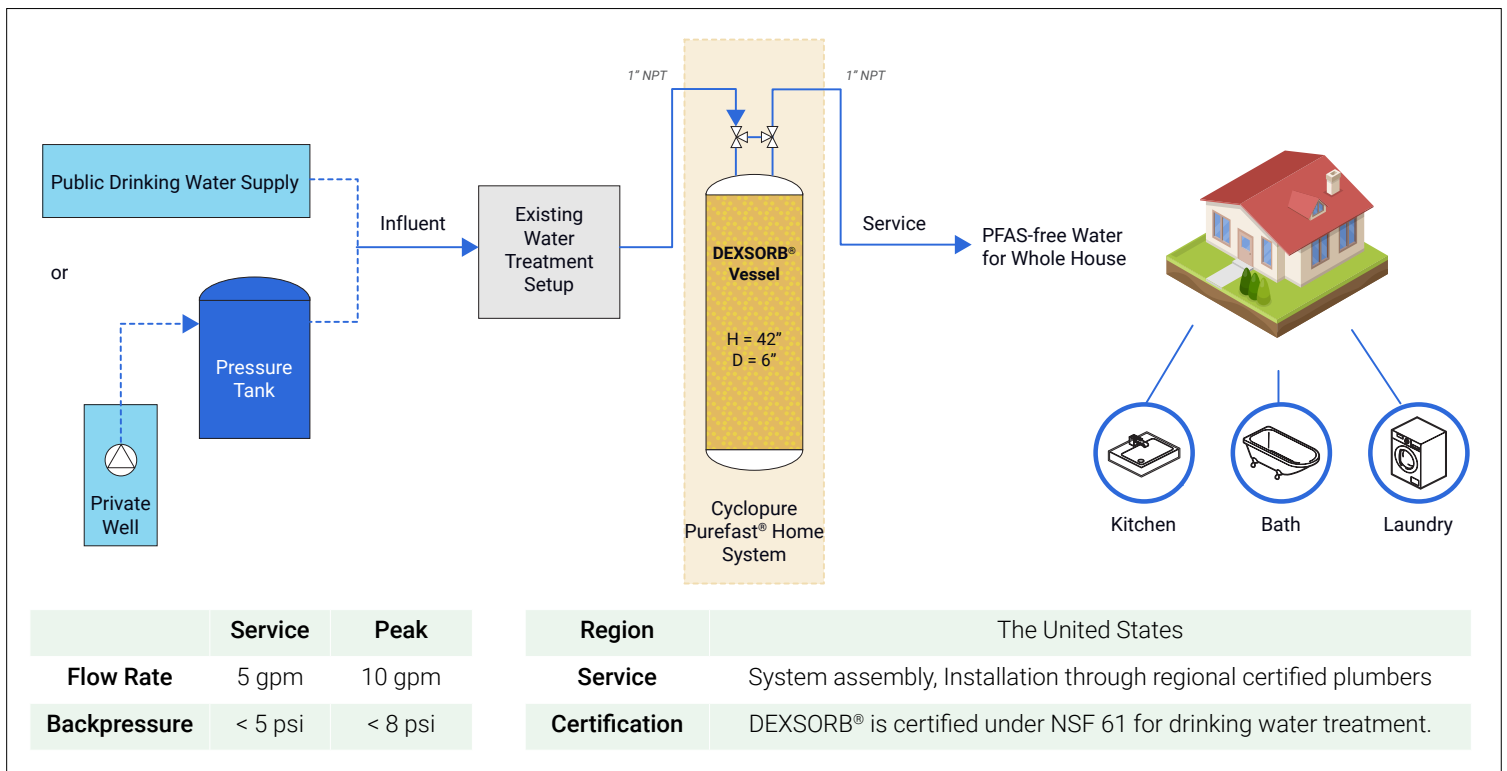 1” NPT
1” NPT
Public Drinking Water Supply
or
Pressure
Tank
Private
Well
Influent
Existing
Water
Treatment
Setup
DEXSORB®
Vessel
H = 42”
D = 6”
Cyclopure
Purefast® Home
System
Service
PFAS-free Water
for Whole House
Kitchen
Bath
Laundry
Service Peak
Flow Rate 5 gpm 10 gpm
Backpressure < 5 psi < 8 psi
Region The United States
Service System assembly, Installation through regional certified plumbers
Certification DEXSORB® is certified under NSF 61 for drinking water treatment.